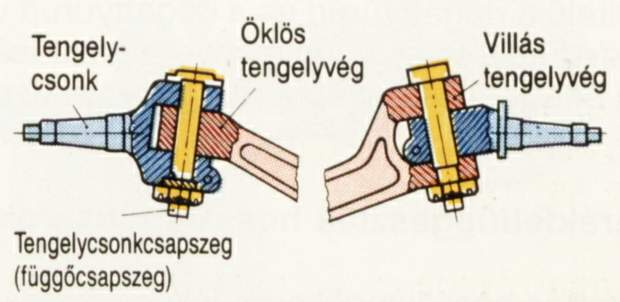 Tengely-
csonk
Öklös
tengelyvég
Villás
tengelyvég
Tengelycsonkcsapszeg
(függőcsapszeg)